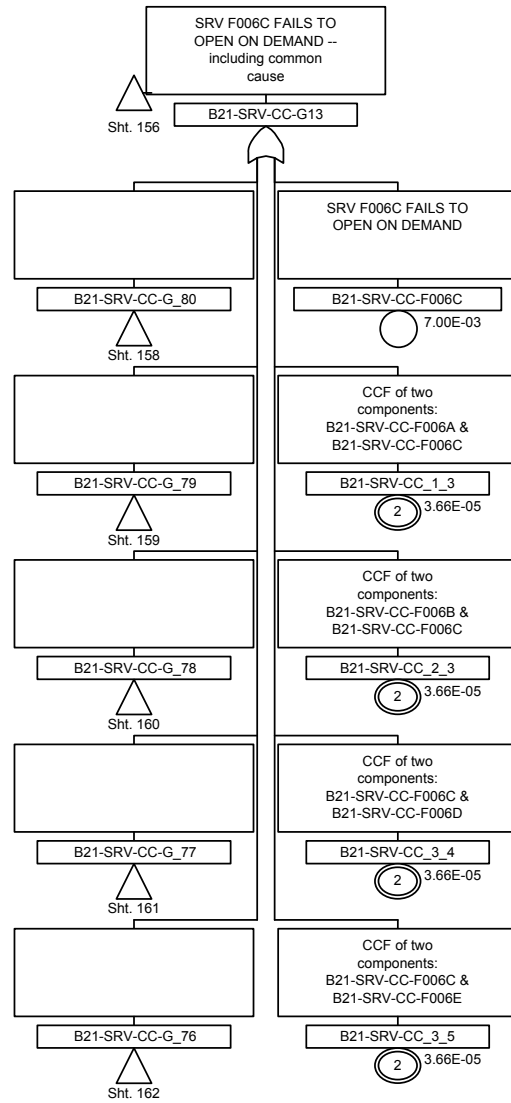 SRV F006C FAILS TO
OPEN ON DEMAND --
including common
cause
Sht. 156
B21-SRV-CC-G13
B21-SRV-CC-G_80
Sht. 158
SRV F006C FAILS TO
OPEN ON DEMAND
B21-SRV-CC-F006C
7.00E-03
B21-SRV-CC-G_79
Sht. 159
CCF of two
components:
B21-SRV-CC-F006A &
B21-SRV-CC-F006C
B21-SRV-CC_1_3
2
3.66E-05
B21-SRV-CC-G_78
Sht. 160
CCF of two
components:
B21-SRV-CC-F006B &
B21-SRV-CC-F006C
B21-SRV-CC_2_3
2
3.66E-05
B21-SRV-CC-G_77
Sht. 161
CCF of two
components:
B21-SRV-CC-F006C &
B21-SRV-CC-F006D
B21-SRV-CC_3_4
2
3.66E-05
B21-SRV-CC-G_76
Sht. 162
CCF of two
components:
B21-SRV-CC-F006C &
B21-SRV-CC-F006E
B21-SRV-CC_3_5
2
3.66E-05